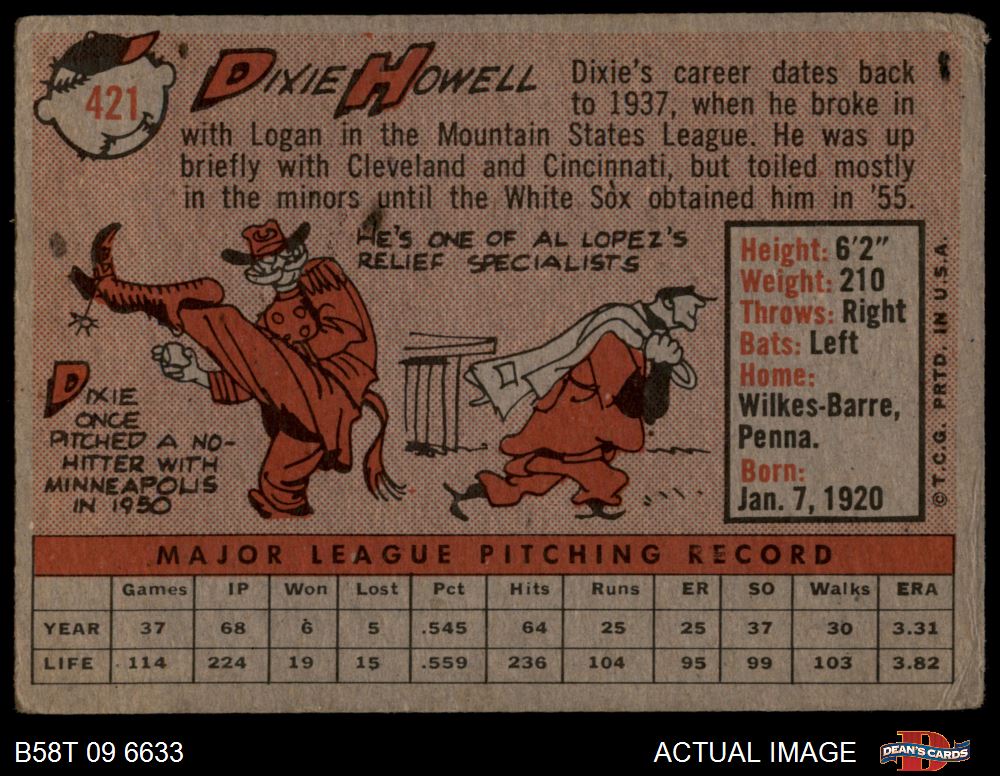 421
DIXIE HOWELL
Dixie's career dates back
to 1937, when he broke in
with Logan in the Mountain States League. He was up
briefly with Cleveland and Cincinnati, but toiled mostly
in the minors until the White Sox obtained him in '55.
HE'S ONE OF AL LOPEZ'S
RELIEF SPECIALISTS
C
DIXIE
ONCE
PITCHED A NO-
HITTER WITH
MINNEAPOLIS
IN 1950
Height: 6'2"
Weight: 210
Throws: Right
Bats: Left
Home:
Wilkes-Barre,
Penna.
Born:
Jan. 7, 1920
© T.C.G. PRTD. IN U.S.A.
MAJOR LEAGUE PITCHING RECORD
Games IP Won Lost Pct Hits Runs ER SO Walks ERA
YEAR 37 68 6 5 .545 64 25 25 37 30 3.31
LIFE 114 224 19 15 .559 236 104 95 99 103 3.82
B58T 09 6633
ACTUAL IMAGE
D
DEAN'S CARDS